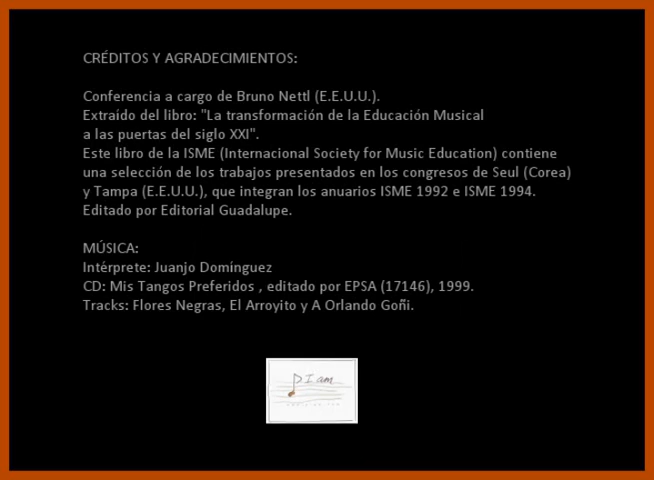 CRÉDITOS Y AGRADECIMIENTOS:
Conferencia a cargo de Bruno Nettl (E.E.U.U.).
Extraído del libro: "La transformación de la Educación Musical
a las puertas del siglo XXI".
Este libro de la ISME (Internacional Society for Music Education) contiene
una selección de los trabajos presentados en los congresos de Seul (Corea)
y Tampa (E.E.U.U.), que integran los anuarios ISME 1992 e ISME 1994.
Editado por Editorial Guadalupe.
MÚSICA:
Intérprete: Juanjo Domínguez
CD: Mis Tangos Preferidos , editado por EPSA (17146), 1999.
Tracks: Flores Negras, El Arroyito y A Orlando Goñi.
I am